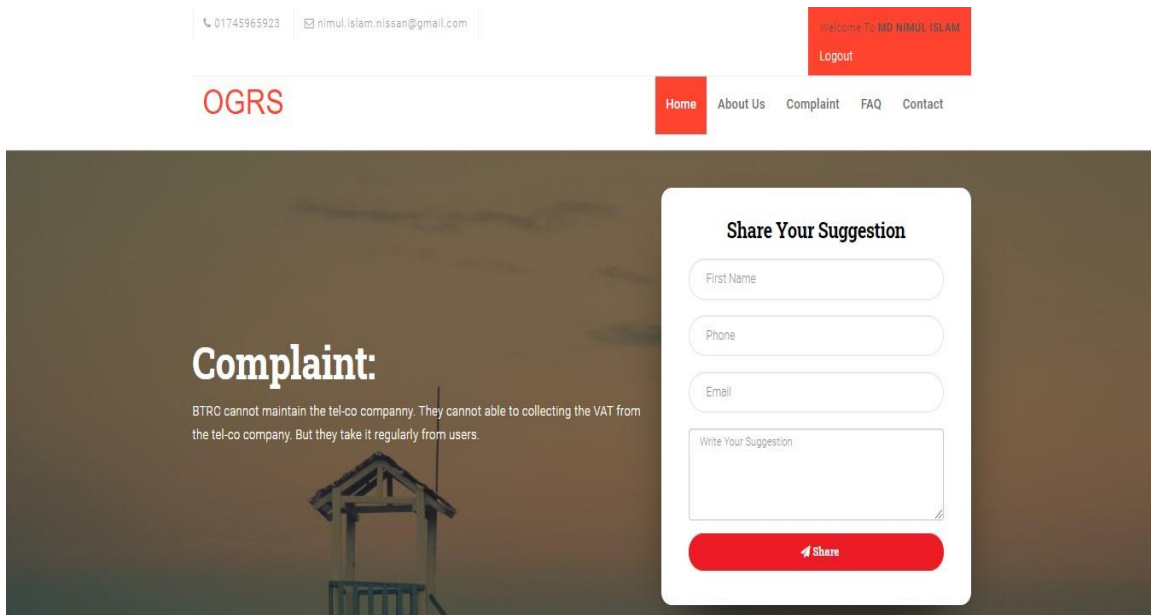 01745965923 nimul.islam.nissan@gmail.com
Welcome To MD NIMUL ISLAM
Logout
OGRS
Home About Us Complaint FAQ Contact
Share Your Suggestion
First Name
Phone
Email
Write Your Suggestion
Share
Complaint:
BTRC cannot maintain the tel-co companny. They cannot able to collecting the VAT from
the tel-co company. But they take it regularly from users.